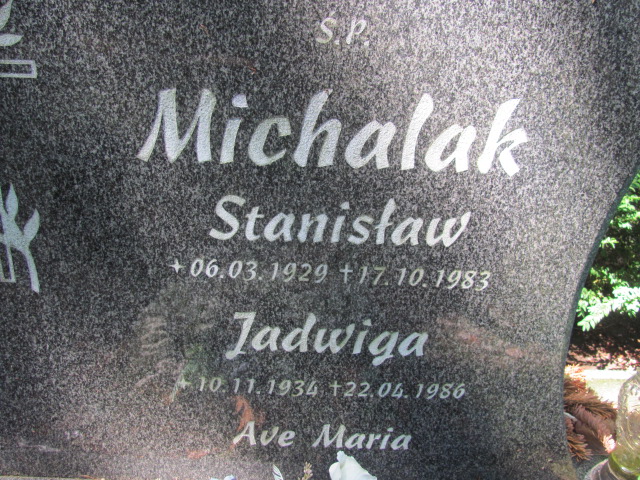 Ś.P.
Michalak
Stanisław
+06.03.1929 +17.10.1983
Jadwiga
+10.11.1934 +22.04.1986
Ave Maria